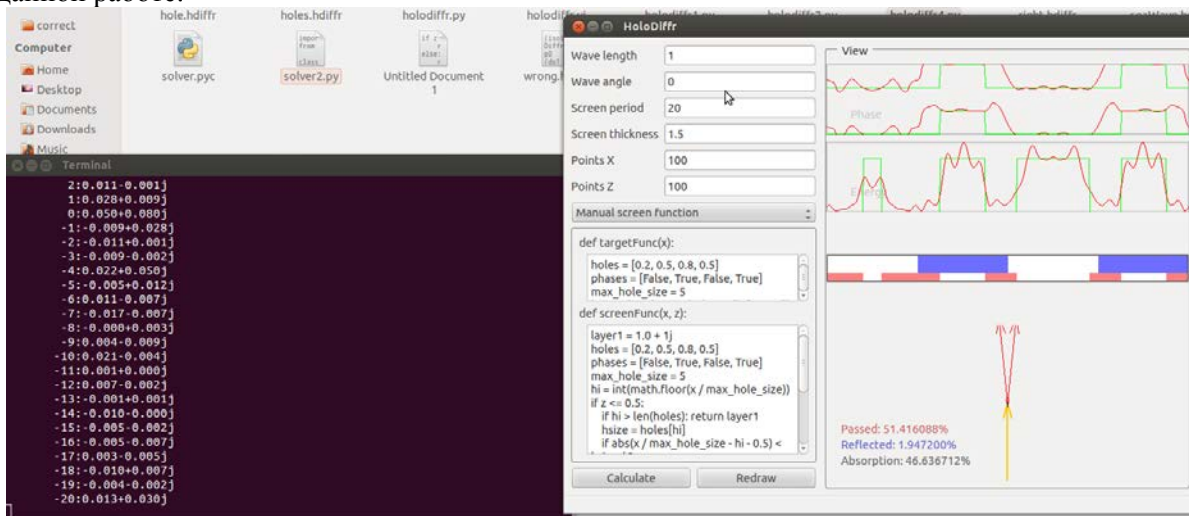 данной работе.
hole.hdiffr
holes.hdiffr
holodiffr.py
correct
Computer
Home
Desktop
Documents
Downloads
Music
solver.pyc
solver2.py
Untitled Document
1
HoloDiffr
Wave length
1
Wave angle
0
Screen period
20
Screen thickness
1.5
Points X
100
Points Z
100
Manual screen function
def targetFunc(x):
holes = [0.2, 0.5, 0.8, 0.5]
phases = [False, True, False, True]
max_hole_size = 5
def screenFunc(x, z):
layer1 = 1.0 + 1j
holes = [0.2, 0.5, 0.8, 0.5]
phases = [False, True, False, True]
max_hole_size = 5
hi = int(math.floor(x / max_hole_size))
if z <= 0.5:
if hi > len(holes): return layer1
hsize = holes[hi]
if abs(x / max_hole_size - hi - 0.5) <
Calculate
Redraw
View
Phase
Energy
Passed: 51.416088%
Reflected: 1.947200%
Absorption: 46.636712%
Terminal
2:0.011-0.001j
1:0.028+0.009j
0:0.050+0.080j
-1:-0.009+0.028j
-2:-0.011+0.001j
-3:-0.009-0.002j
-4:0.022+0.050j
-5:-0.005+0.012j
-6:0.011-0.007j
-7:-0.017-0.007j
-8:-0.000+0.003j
-9:0.004-0.009j
-10:0.021-0.004j
-11:0.001+0.000j
-12:0.007-0.002j
-13:-0.001+0.001j
-14:-0.010-0.000j
-15:-0.005-0.002j
-16:-0.005-0.007j
-17:0.003-0.005j
-18:-0.010+0.007j
-19:-0.004-0.002j
-20:0.013+0.030j